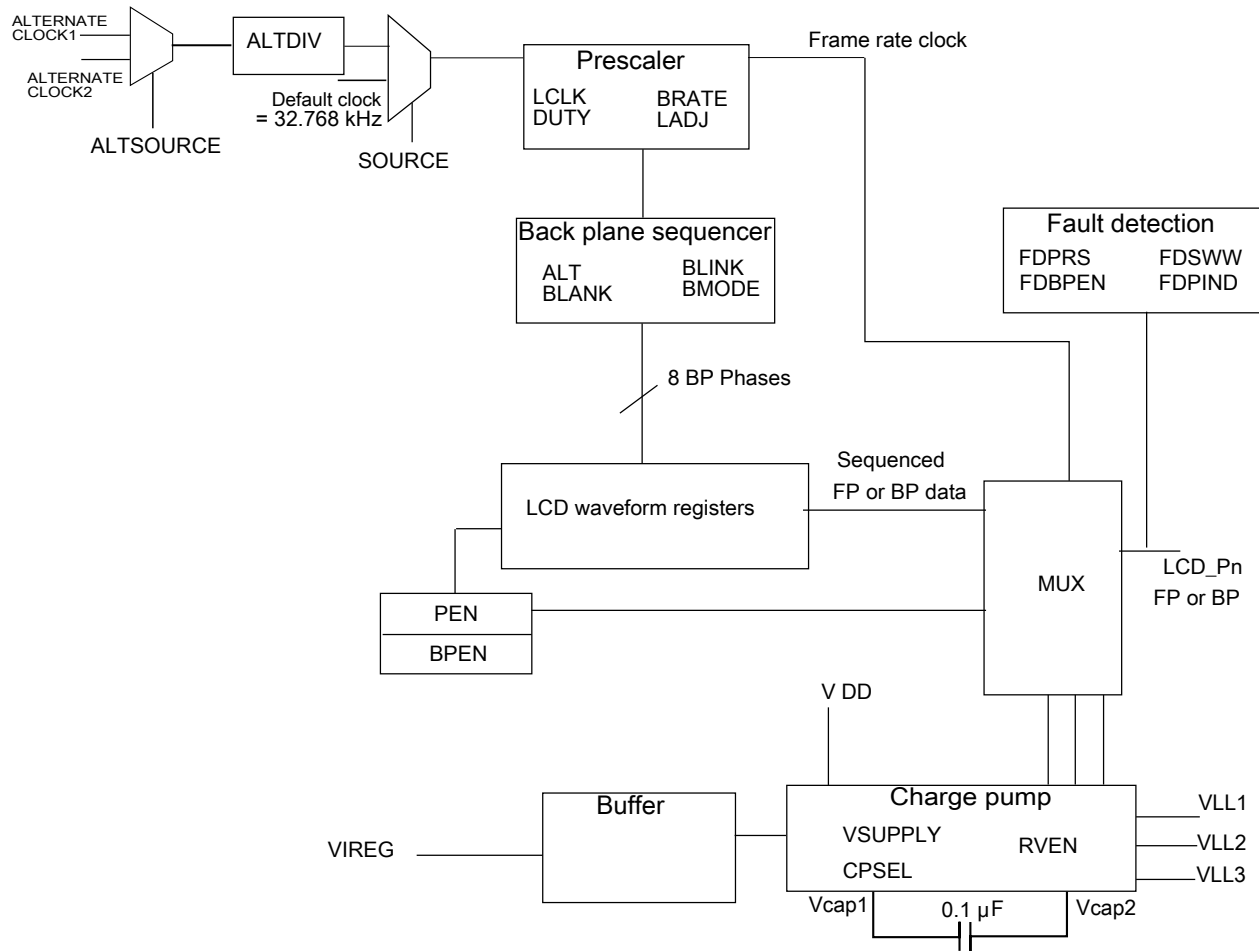 ALTERNATE
CLOCK1
ALTERNATE
CLOCK2
ALTSOURCE
ALTDIV
Default clock
= 32.768 kHz
SOURCE
Prescaler
LCLK BRATE
DUTY LADJ
Frame rate clock
Back plane sequencer
ALT BLINK
BLANK BMODE
Fault detection
FDPRS FDSWW
FDBPEN FDPIND
8 BP Phases
LCD waveform registers
Sequenced
FP or BP data
MUX
LCD_Pn
FP or BP
PEN
BPEN
V DD
VIREG
Buffer
Charge pump
VSUPPLY RVEN
CPSEL
VLL1
VLL2
VLL3
Vcap1 0.1 µF Vcap2